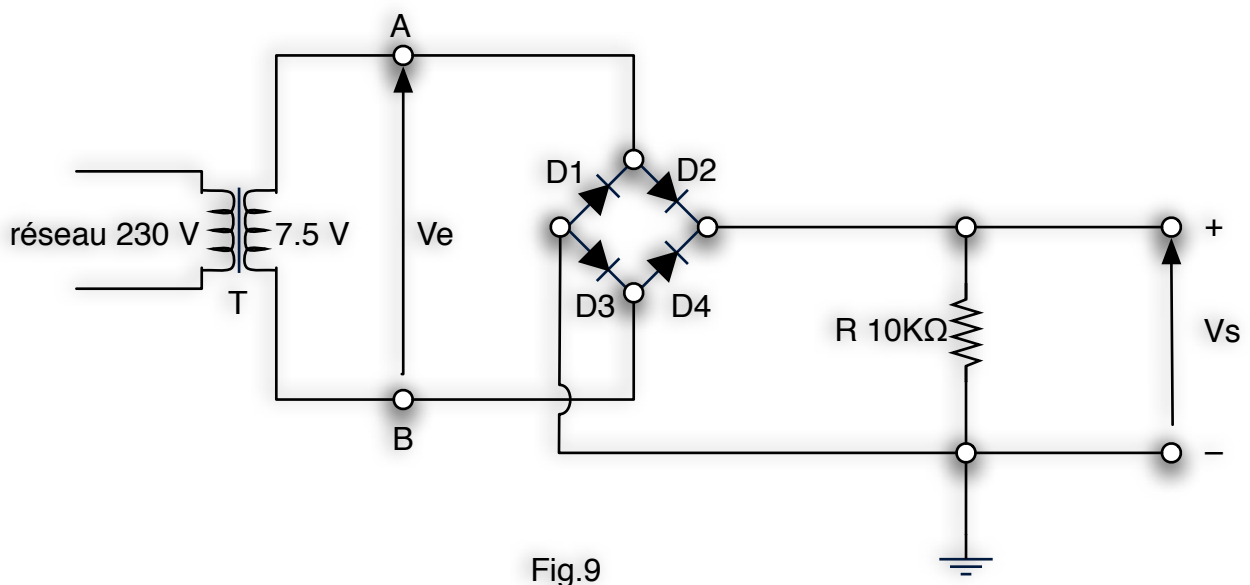 A
D1
D2
réseau 230 V
7.5 V
Ve
+
T
D3
D4
R 10KΩ
Vs
B
–
Fig.9